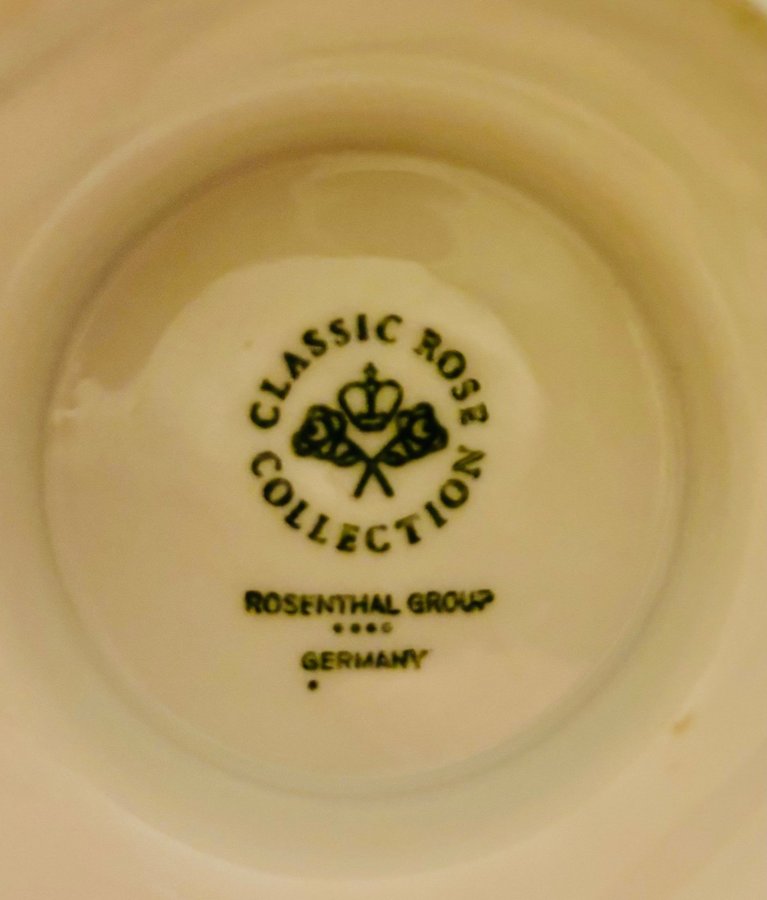 CLASSIC ROSE
COLLECTION
ROSENTHAL GROUP
GERMANY